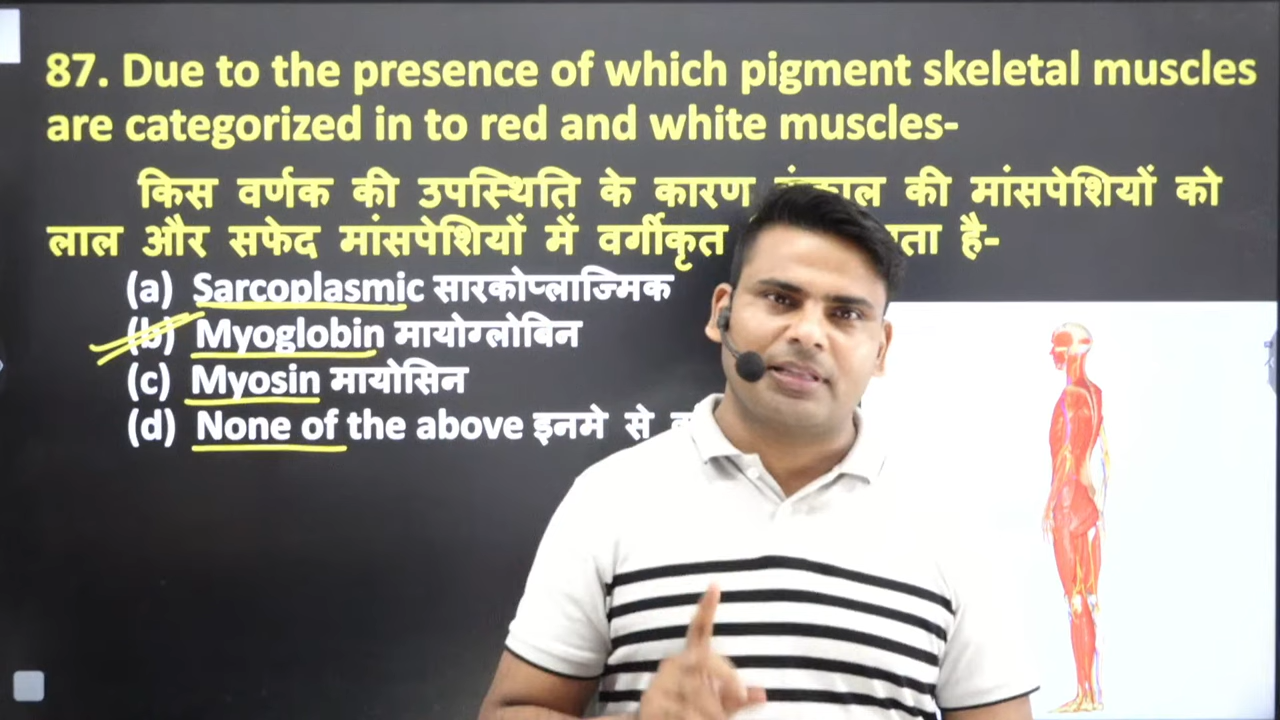 87. Due to the presence of which pigment skeletal muscles
are categorized in to red and white muscles-
किस वर्णक की उपस्थिति के कारण की मांसपेशियों को
लाल और सफेद मांसपेशियों में वर्गीकृत है-
(a) Sarcoplasmic सारकोप्लाज्मिक
(b) Myoglobin मायोग्लोबिन
(c) Myosin मायोसिन
(d) None of the above इनमे से